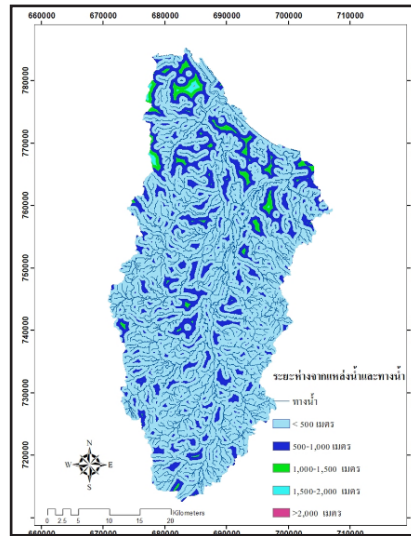 660000 670000 680000 690000 700000 710000
780000
770000
760000
750000
740000
730000
720000
ระยะห่างจากแหล่งน้ำและทางน้ำ
ทางน้ำ
< 500 เมตร
500-1,000 เมตร
1,000-1,500 เมตร
1,500-2,000 เมตร
>2,000 เมตร
N
W E
S
0 2.5 5 10 15 20
Kilometers
660000 670000 680000 690000 700000 710000